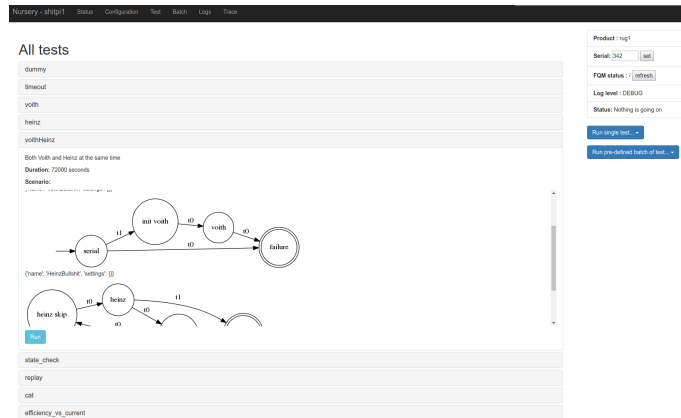 Nursery - shitpi1 Status Configuration Test Batch Logs Trace
All tests
dummy
timeout
voith
heinz
voithHeinz
Both Voith and Heinz at the same time
Duration: 72000 seconds
Scenario:
init voith
t1
t0
voith
t0
serial
t0
failure
{'name': 'HeinzBullshit', 'settings': {}}
heinz skip
t0
heinz
t1
t0
t0
Run
state_check
replay
cat
efficiency_vs_current
Product : rug1
Serial: 342 set
FQM status : / refresh
Log level : DEBUG
Status: Nothing is going on
Run single test...
Run pre-defined batch of test...